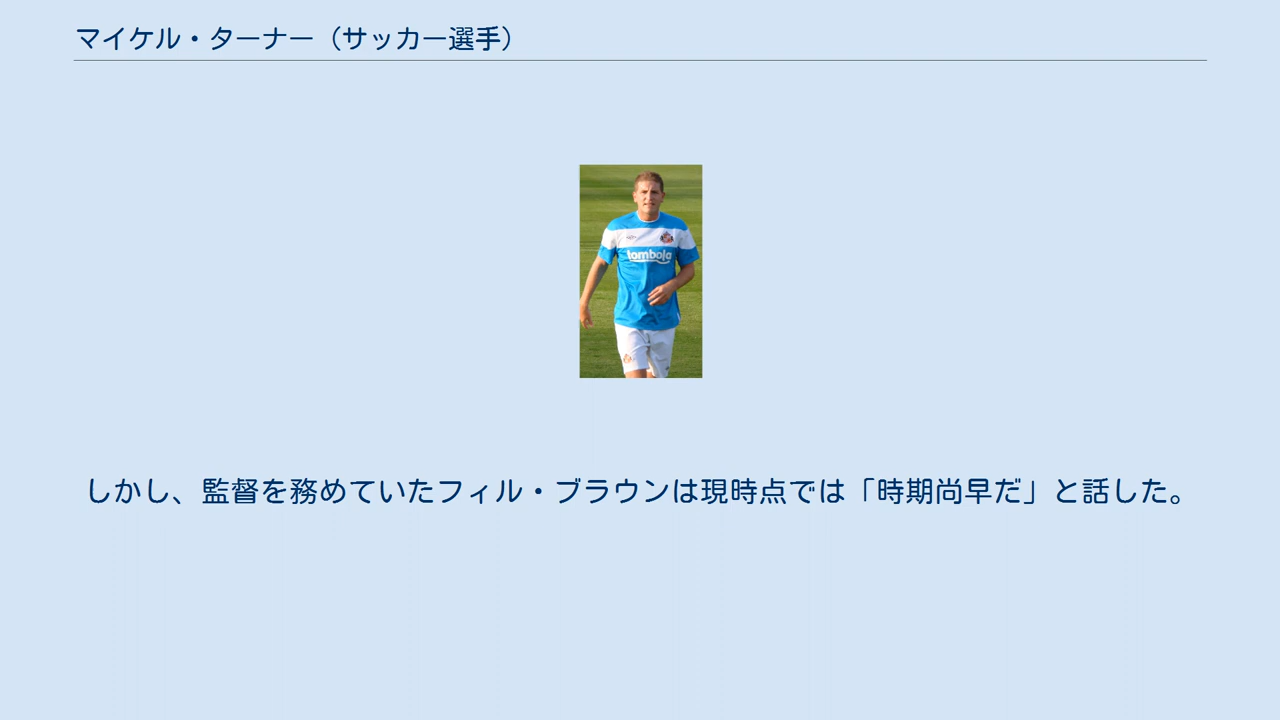 マイケル・ターナー（サッカー選手）
tombola
しかし、監督を務めていたフィル・ブラウンは現時点では「時期尚早だ」と話した。